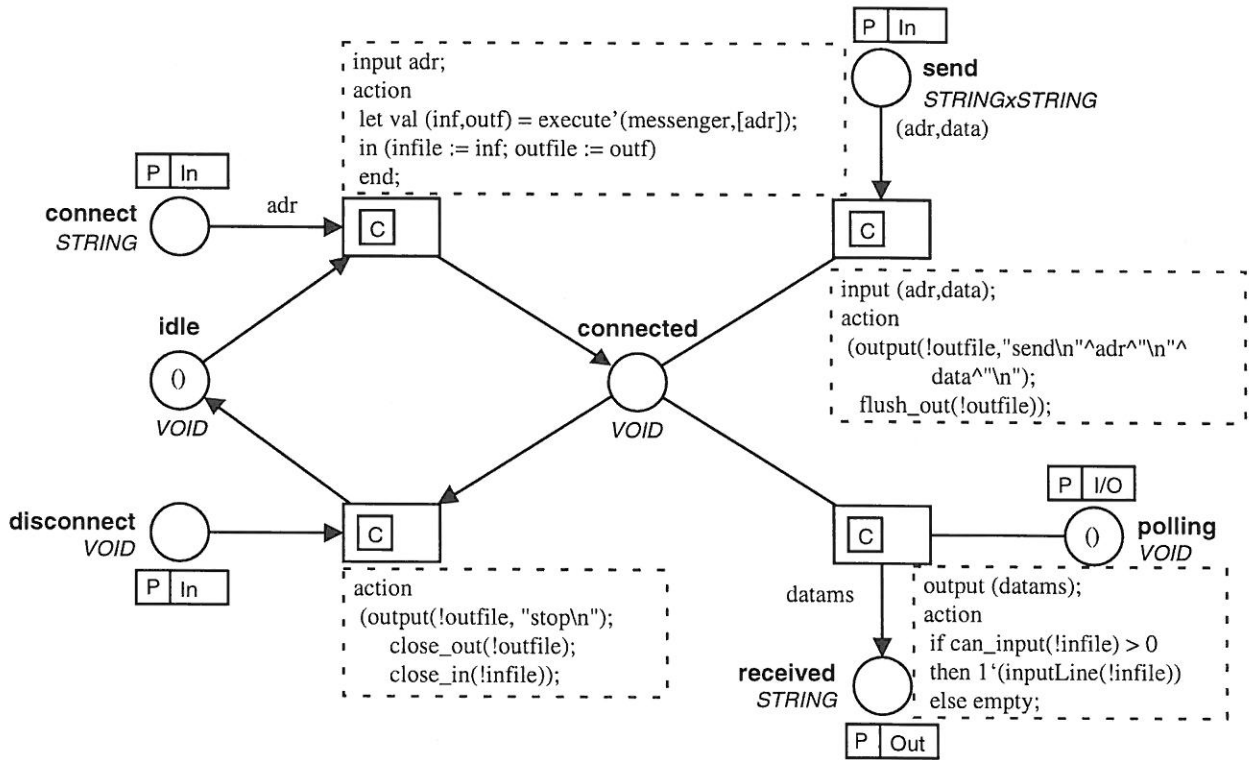 P In
send
STRINGxSTRING
(adr,data)
input adr;
action
let val (inf,outf) = execute’(messenger,[adr]);
in (infile := inf; outfile := outf)
end;
P In
connect
STRING
adr
C
C
input (adr,data);
action
(output(!outfile,"send\n"^adr^"\n"^
data^"\n");
flush_out(!outfile));
idle
()
VOID
connected
VOID
disconnect
VOID
P In
C
action
(output(!outfile, "stop\n");
close_out(!outfile);
close_in(!infile));
P I/O
C
()
polling
VOID
datams
output (datams);
action
if can_input(!infile) > 0
then 1‘(inputLine(!infile))
else empty;
received
STRING
P Out